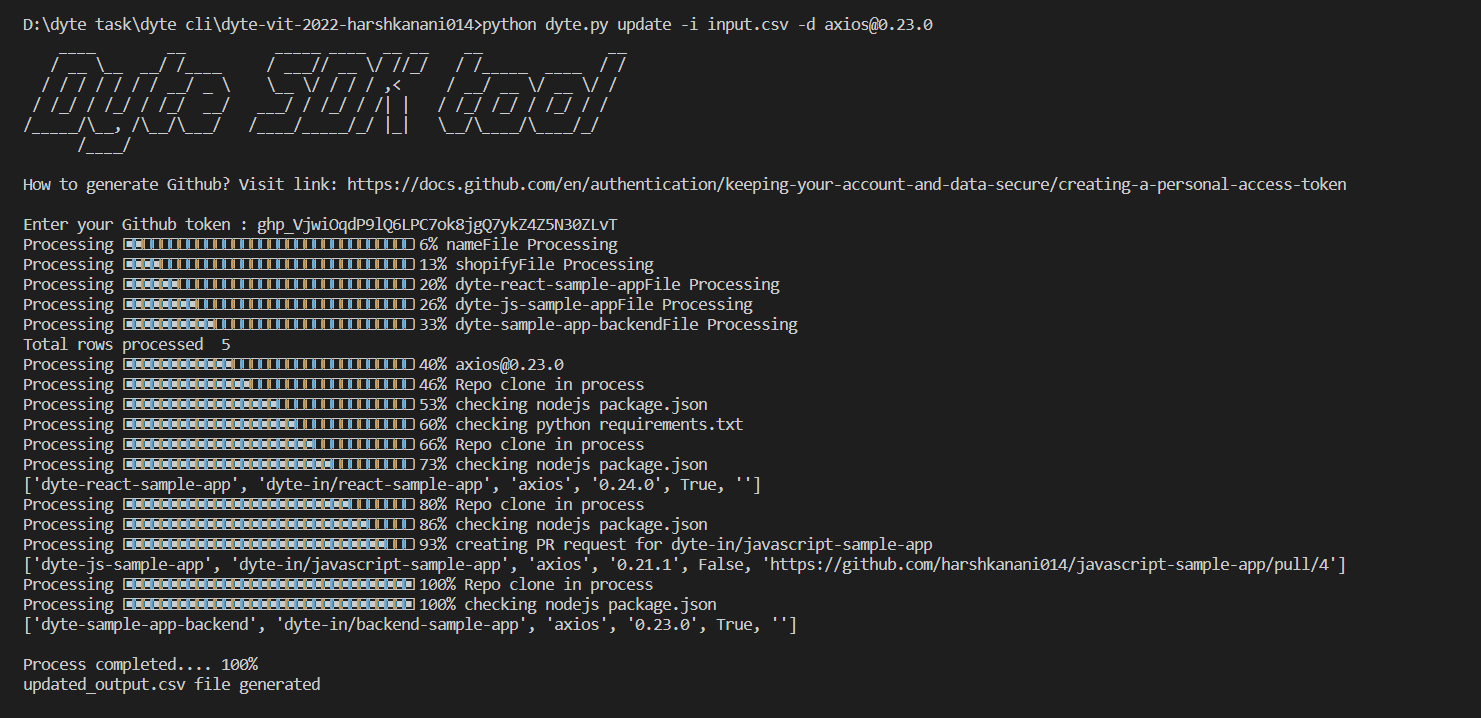 D:\dyte task\dyte cli\dyte-vit-2022-harshkanani014>python dyte.py update -i input.csv -d axios@0.23.0
Dyte SDK tool
How to generate Github? Visit link: https://docs.github.com/en/authentication/keeping-your-account-and-data-secure/creating-a-personal-access-token
Enter your Github token : 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
Processing 6% nameFile Processing
Processing 13% shopifyFile Processing
Processing 20% dyte-react-sample-appFile Processing
Processing 26% dyte-js-sample-appFile Processing
Processing 33% dyte-sample-app-backendFile Processing
Total rows processed  5
Processing 40% axios@0.23.0
Processing 46% Repo clone in process
Processing 53% checking nodejs package.json
Processing 60% checking python requirements.txt
Processing 66% Repo clone in process
Processing 73% checking nodejs package.json
['dyte-react-sample-app', 'dyte-in/react-sample-app', 'axios', '0.24.0', True, '']
Processing 80% Repo clone in process
Processing 86% checking nodejs package.json
Processing 93% creating PR request for dyte-in/javascript-sample-app
['dyte-js-sample-app', 'dyte-in/javascript-sample-app', 'axios', '0.21.1', False, 'https://github.com/harshkanani014/javascript-sample-app/pull/4']
Processing 100% Repo clone in process
Processing 100% checking nodejs package.json
['dyte-sample-app-backend', 'dyte-in/backend-sample-app', 'axios', '0.23.0', True, '']
Process completed.... 100%
updated_output.csv file generated